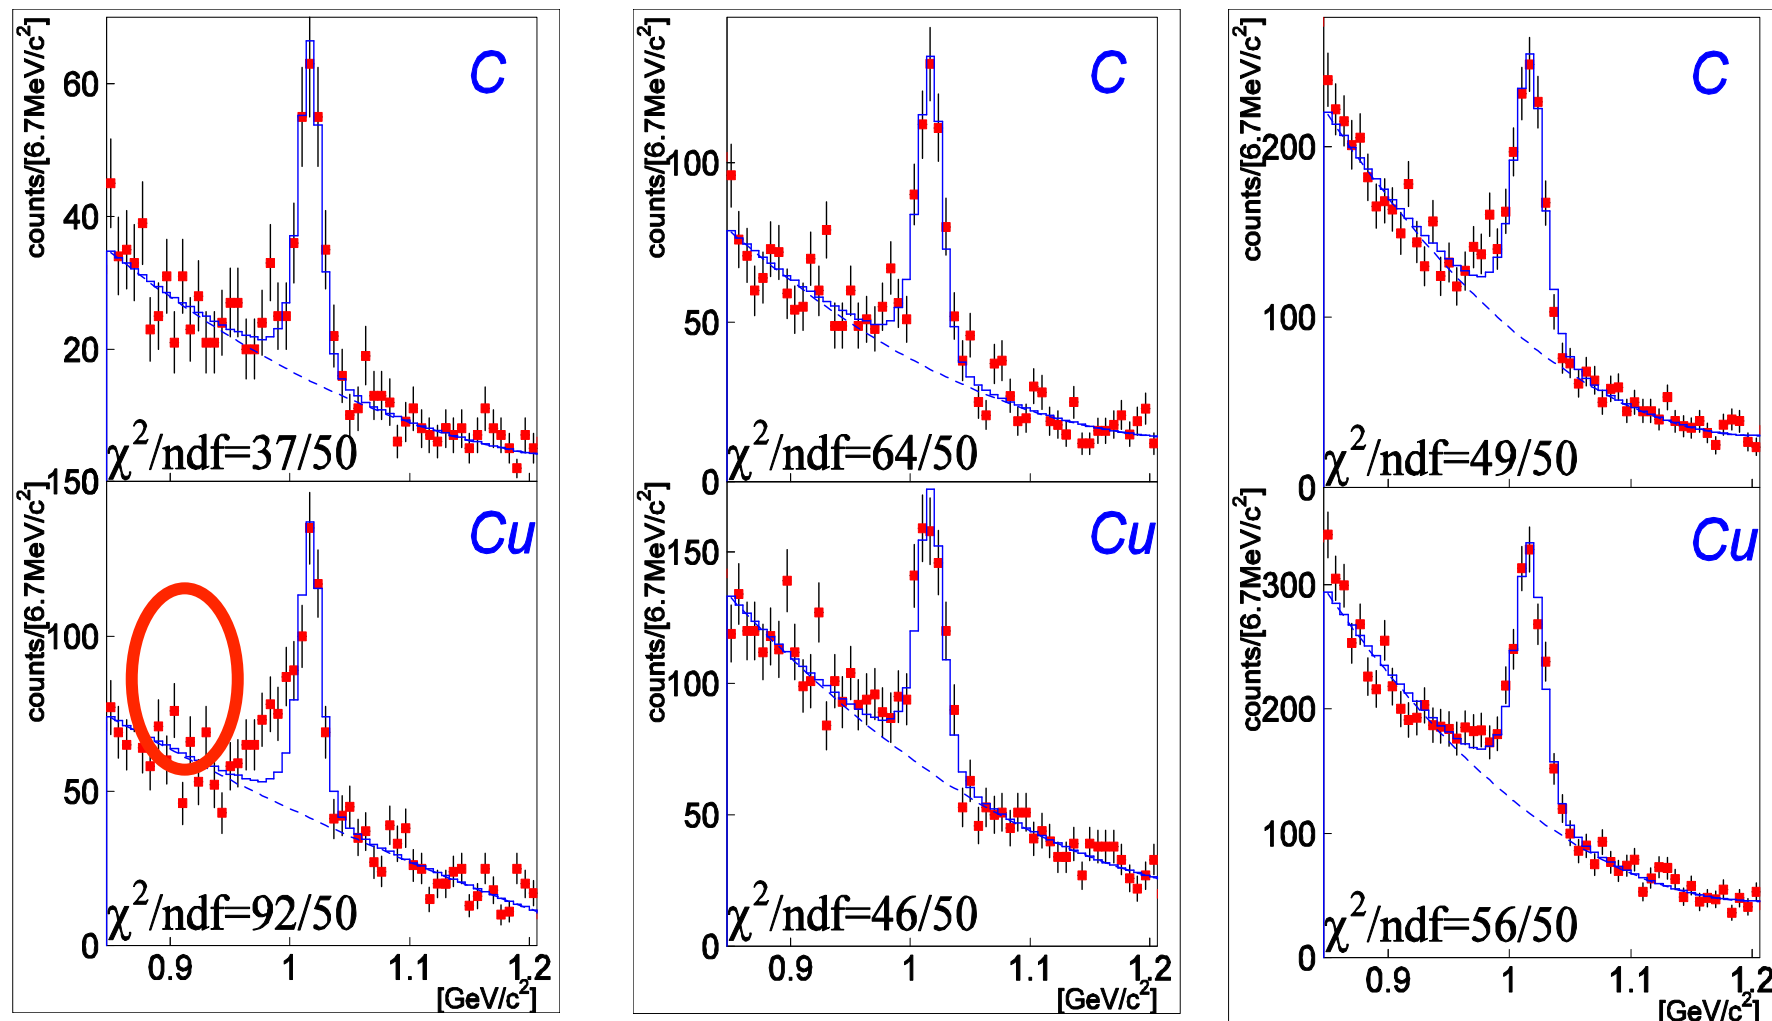 counts/[6.7MeV/c²]
C
60
40
20
χ²/ndf=37/50
counts/[6.7MeV/c²]
C
100
50
0
χ²/ndf=64/50
counts/[6.7MeV/c²]
C
200
100
0
χ²/ndf=49/50
counts/[6.7MeV/c²]
Cu
150
100
50
0
χ²/ndf=92/50
0.9 1 1.1 1.2
[GeV/c²]
counts/[6.7MeV/c²]
Cu
150
100
50
0
χ²/ndf=46/50
0.9 1 1.1 1.2
[GeV/c²]
counts/[6.7MeV/c²]
Cu
300
200
100
0
χ²/ndf=56/50
0.9 1 1.1 1.2
[GeV/c²]